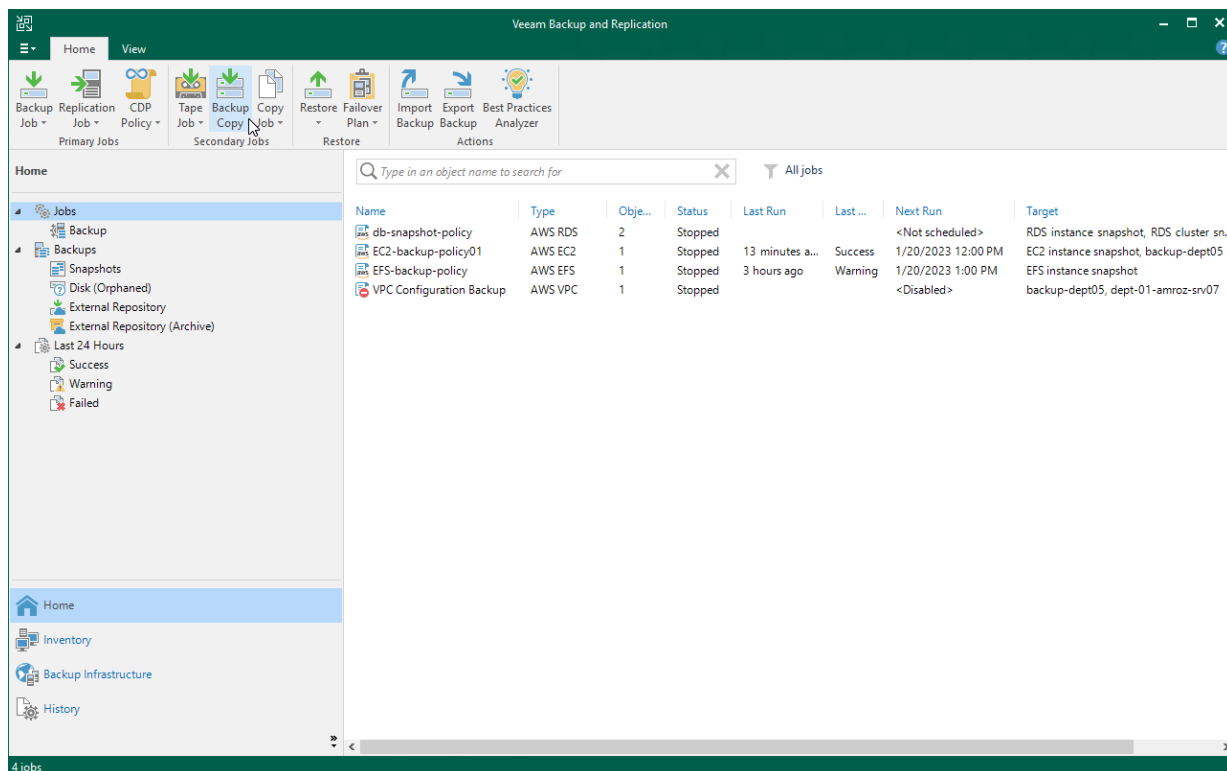 Veeam Backup and Replication
Home View
Backup Job Replication Job CDP Policy
Primary Jobs
Tape Job Backup Copy Copy Job
Secondary Jobs
Restore Failover Plan
Restore
Import Backup Export Backup Best Practices Analyzer
Actions
Home
Jobs
Backup
Backups
Snapshots
Disk (Orphaned)
External Repository
External Repository (Archive)
Last 24 Hours
Success
Warning
Failed
Home
Inventory
Backup Infrastructure
History
Type in an object name to search for All jobs
Name Type Obje... Status Last Run Last ... Next Run Target
db-snapshot-policy AWS RDS 2 Stopped <Not scheduled> RDS instance snapshot, RDS cluster sn.
EC2-backup-policy01 AWS EC2 1 Stopped 13 minutes a... Success 1/20/2023 12:00 PM EC2 instance snapshot, backup-dept05
EFS-backup-policy AWS EFS 1 Stopped 3 hours ago Warning 1/20/2023 1:00 PM EFS instance snapshot
VPC Configuration Backup AWS VPC 1 Stopped <Disabled> backup-dept05, dept-01-amroz-srv07
4 jobs